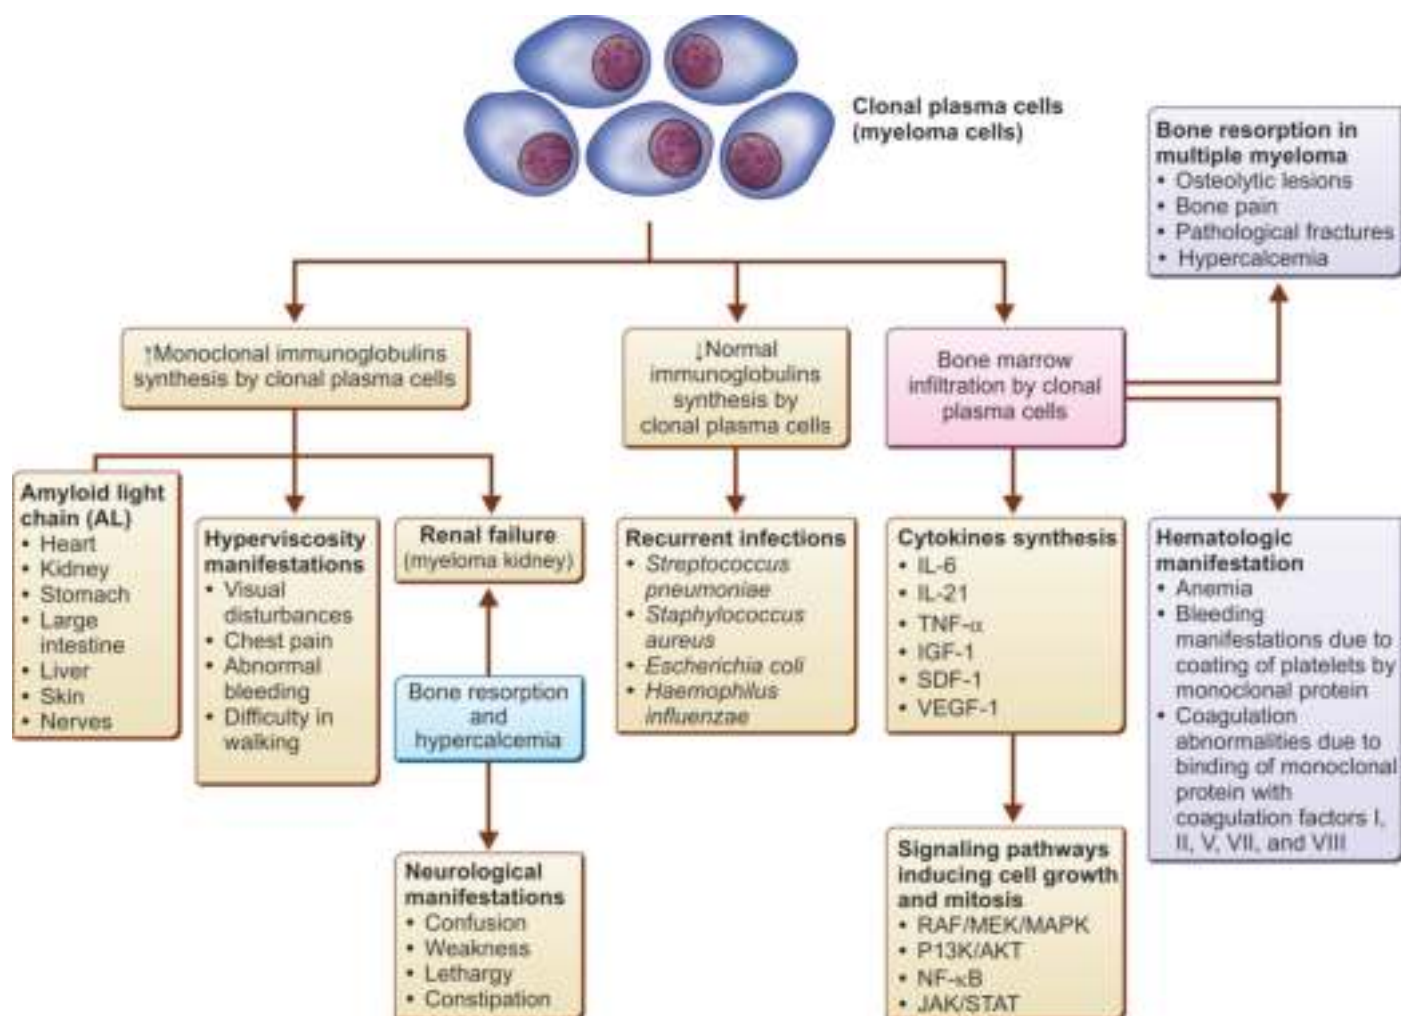 Clonal plasma cells
(myeloma cells)
Bone resorption in
multiple myeloma
• Osteolytic lesions
• Bone pain
• Pathological fractures
• Hypercalcemia
↑Monoclonal immunoglobulins
synthesis by clonal plasma cells
↓Normal
immunoglobulins
synthesis by
clonal plasma cells
Bone marrow
infiltration by clonal
plasma cells
Amyloid light
chain (AL)
• Heart
• Kidney
• Stomach
• Large
intestine
• Liver
• Skin
• Nerves
Hyperviscosity
manifestations
• Visual
disturbances
• Chest pain
• Abnormal
bleeding
• Difficulty in
walking
Renal failure
(myeloma kidney)
Bone resorption
and
hypercalcemia
Neurological
manifestations
• Confusion
• Weakness
• Lethargy
• Constipation
Recurrent infections
• Streptococcus
pneumoniae
• Staphylococcus
aureus
• Escherichia coli
• Haemophilus
influenzae
Cytokines synthesis
• IL-6
• IL-21
• TNF-α
• IGF-1
• SDF-1
• VEGF-1
Signaling pathways
inducing cell growth
and mitosis
• RAF/MEK/MAPK
• P13K/AKT
• NF-κB
• JAK/STAT
Hematologic
manifestation
• Anemia
• Bleeding
manifestations due to
coating of platelets by
monoclonal protein
• Coagulation
abnormalities due to
binding of monoclonal
protein with
coagulation factors I,
II, V, VII, and VIII